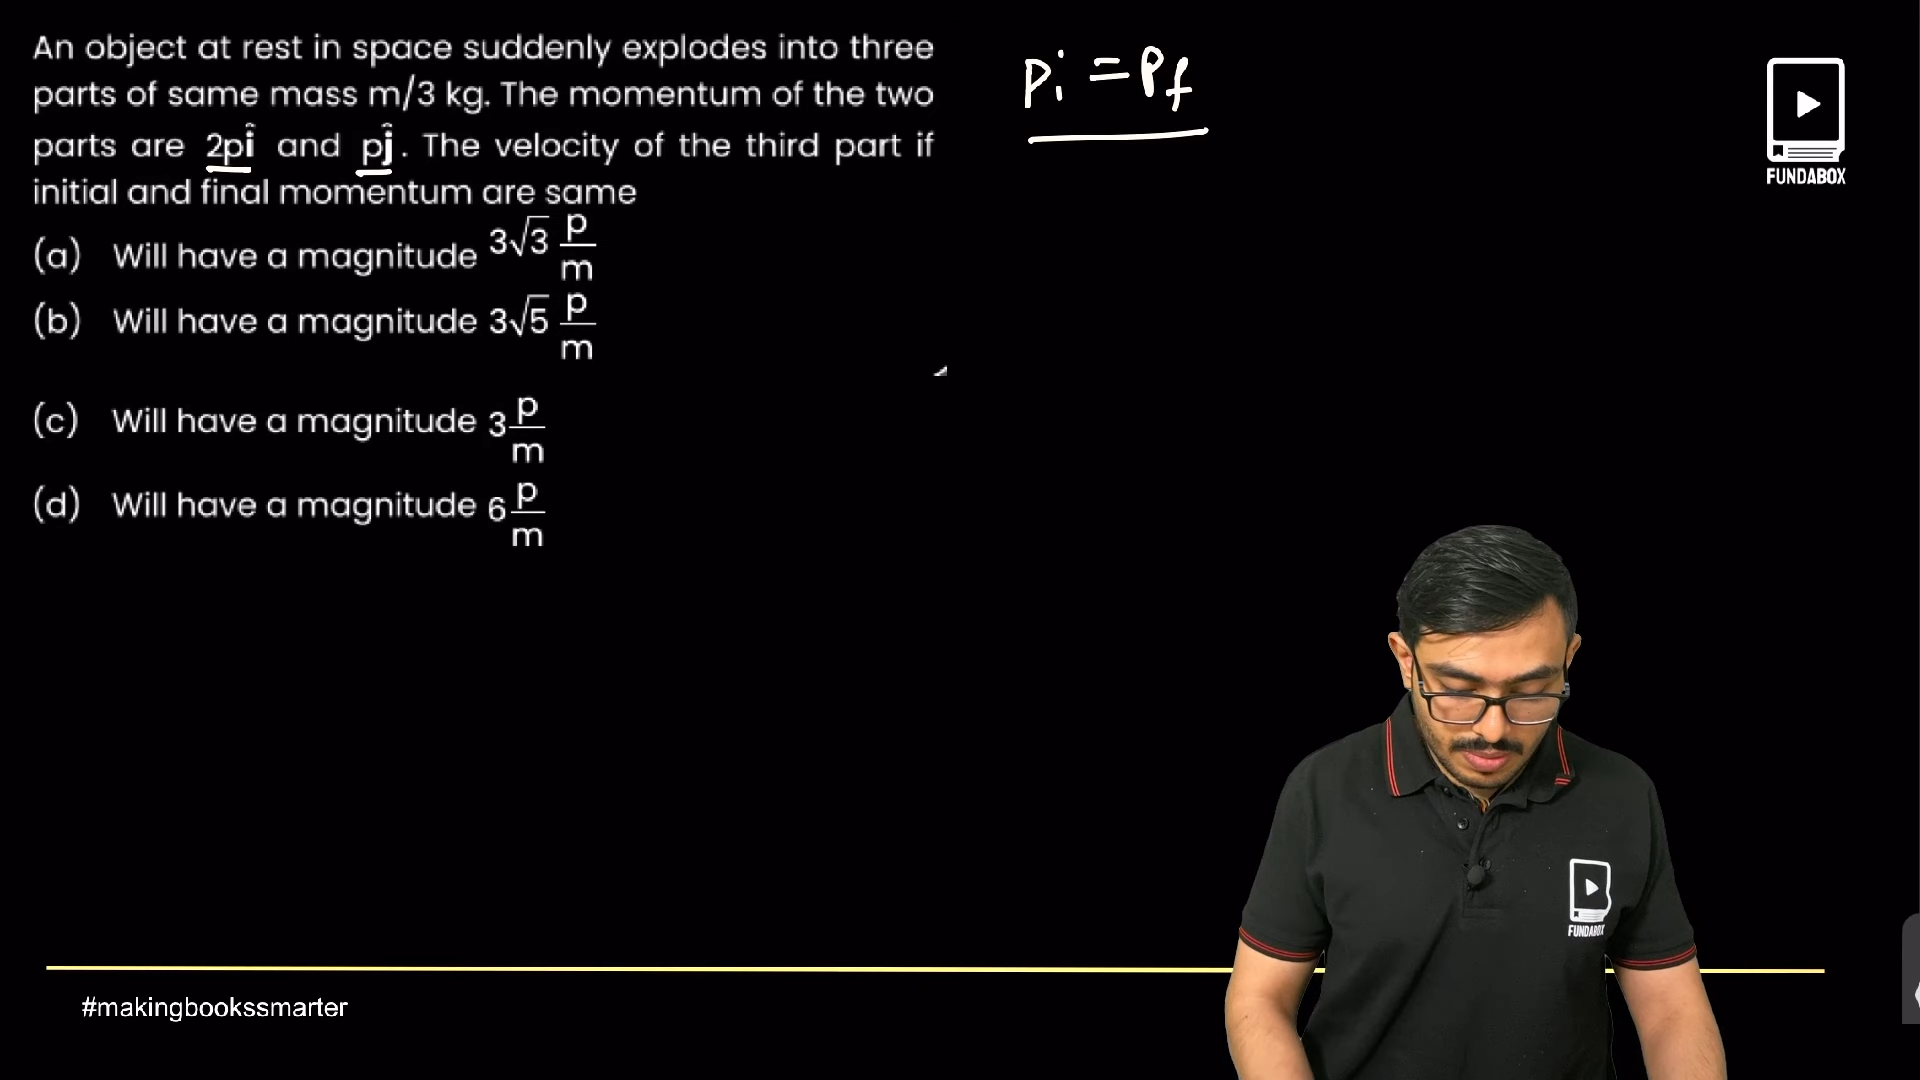 An object at rest in space suddenly explodes into three
parts of same mass m/3 kg. The momentum of the two
parts are 2pî and pĵ. The velocity of the third part if
initial and final momentum are same
(a) Will have a magnitude 3√3 p/m
(b) Will have a magnitude 3√5 p/m
(c) Will have a magnitude 3 p/m
(d) Will have a magnitude 6 p/m
Pi = Pf
FUNDABOX
FUNDABOX
#makingbookssmarter